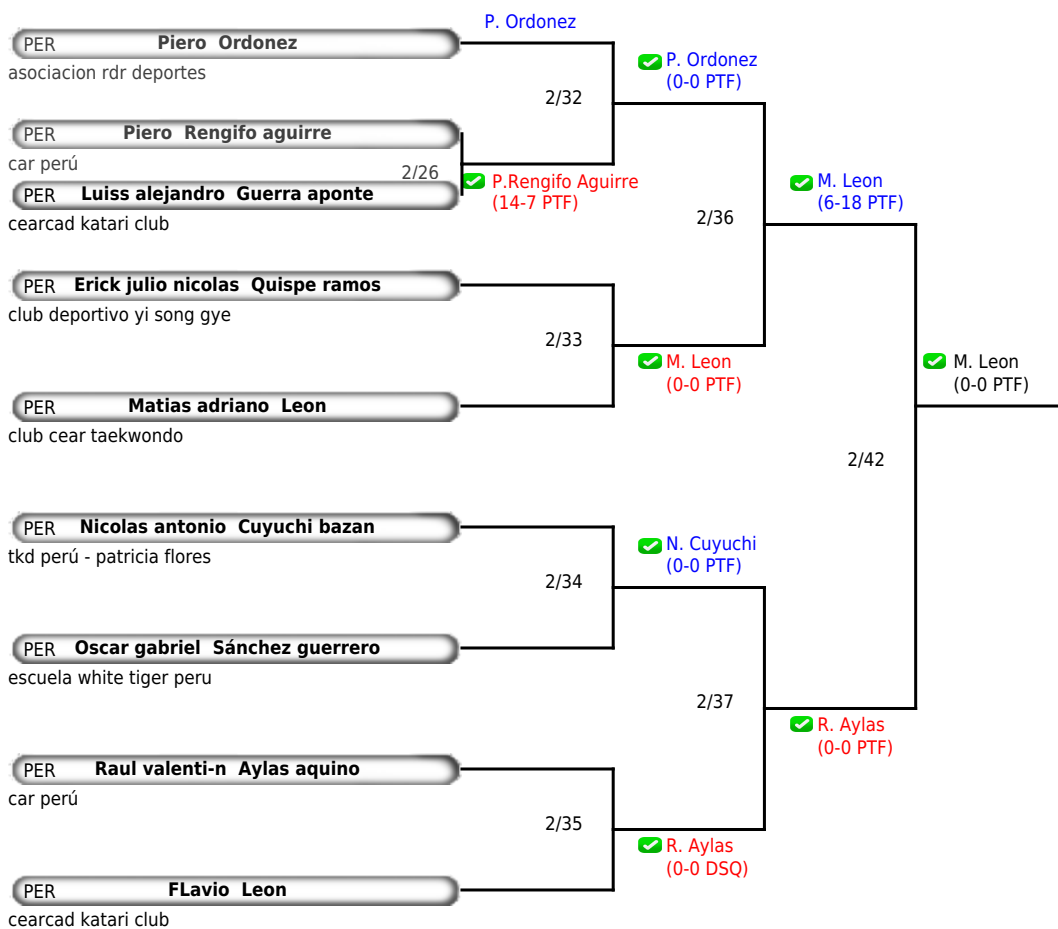 P. Ordonez
PER Piero Ordonez
asociacion rdr deportes
P. Ordonez
(0-0 PTF)
2/32
PER Piero Rengifo aguirre
car perú
2/26
P.Rengifo Aguirre
(14-7 PTF)
PER Luiss alejandro Guerra aponte
cearcad katari club
M. Leon
(6-18 PTF)
2/36
PER Erick julio nicolas Quispe ramos
club deportivo yi song gye
2/33
M. Leon
(0-0 PTF)
M. Leon
(0-0 PTF)
PER Matias adriano Leon
club cear taekwondo
2/42
PER Nicolas antonio Cuyuchi bazan
tkd perú - patricia flores
N. Cuyuchi
(0-0 PTF)
2/34
PER Oscar gabriel Sánchez guerrero
escuela white tiger peru
2/37
R. Aylas
(0-0 PTF)
PER Raul valenti-n Aylas aquino
car perú
2/35
R. Aylas
(0-0 DSQ)
PER FLavio Leon
cearcad katari club